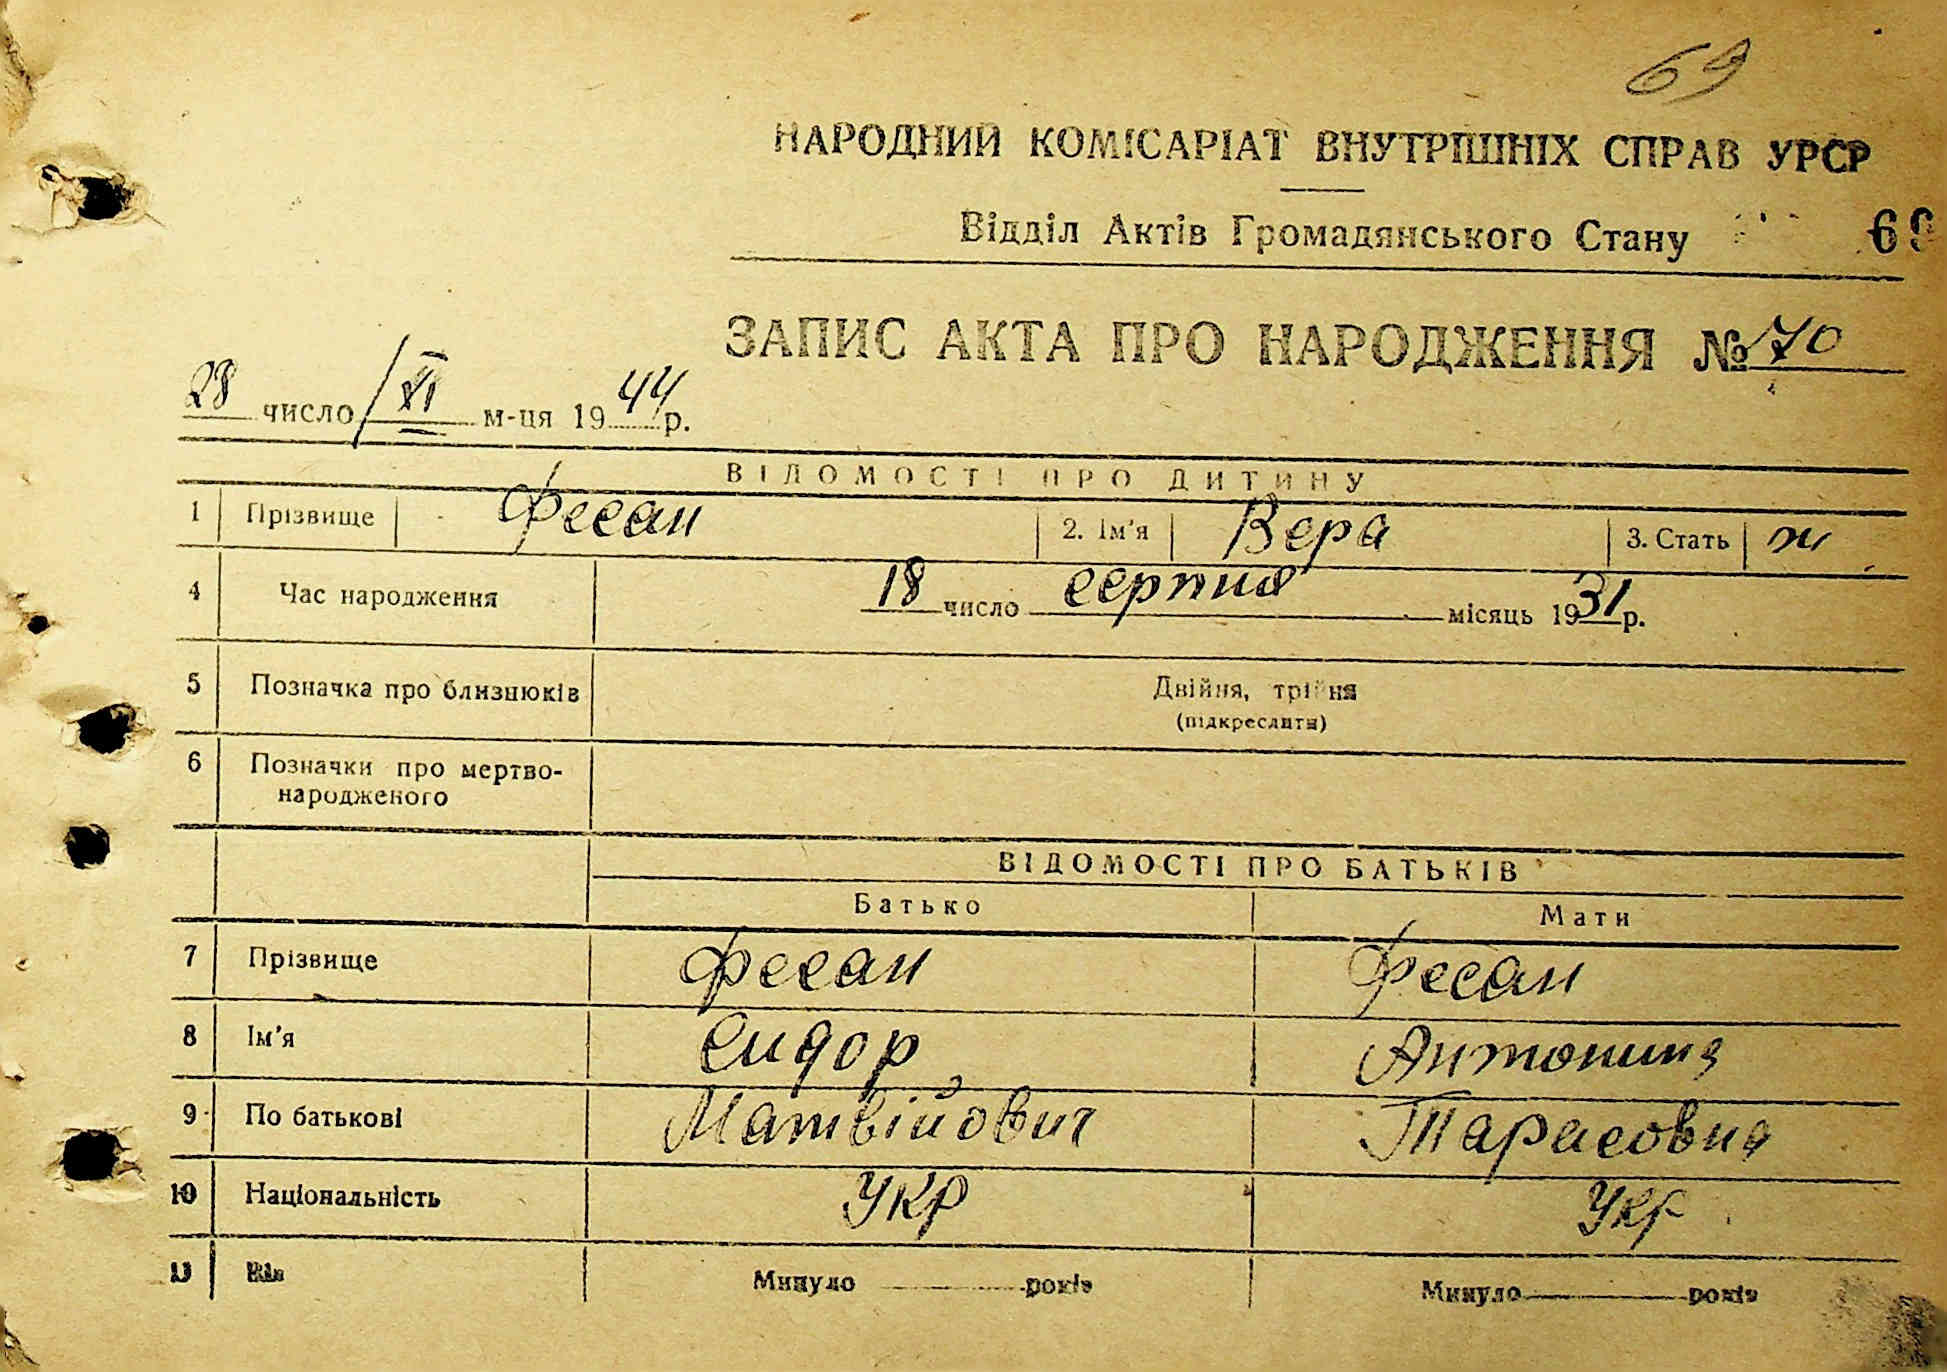 69
НАРОДНИЙ КОМІСАРІАТ ВНУТРІШНІХ СПРАВ УРСР
Відділ Актів Громадянського Стану 69
ЗАПИС АКТА ПРО НАРОДЖЕННЯ № 70
28 число XI м-ця 1944 р.
ВІДОМОСТІ ПРО ДИТИНУ
1 Прізвище Фесан 2. Ім'я Вера 3. Стать ж
4 Час народження 18 число серпня місяць 1931 р.
5 Позначка про близнюків Двійня, трійня
(підкреслити)
6 Позначки про мертво-
народженого
ВІДОМОСТІ ПРО БАТЬКІВ
Батько Мати
7 Прізвище Фесан Фесан
8 Ім'я Сидор Антонина
9 По батькові Матвійович Тарасовна
10 Національність Укр Укр
11 Вік Минуло років Минуло років